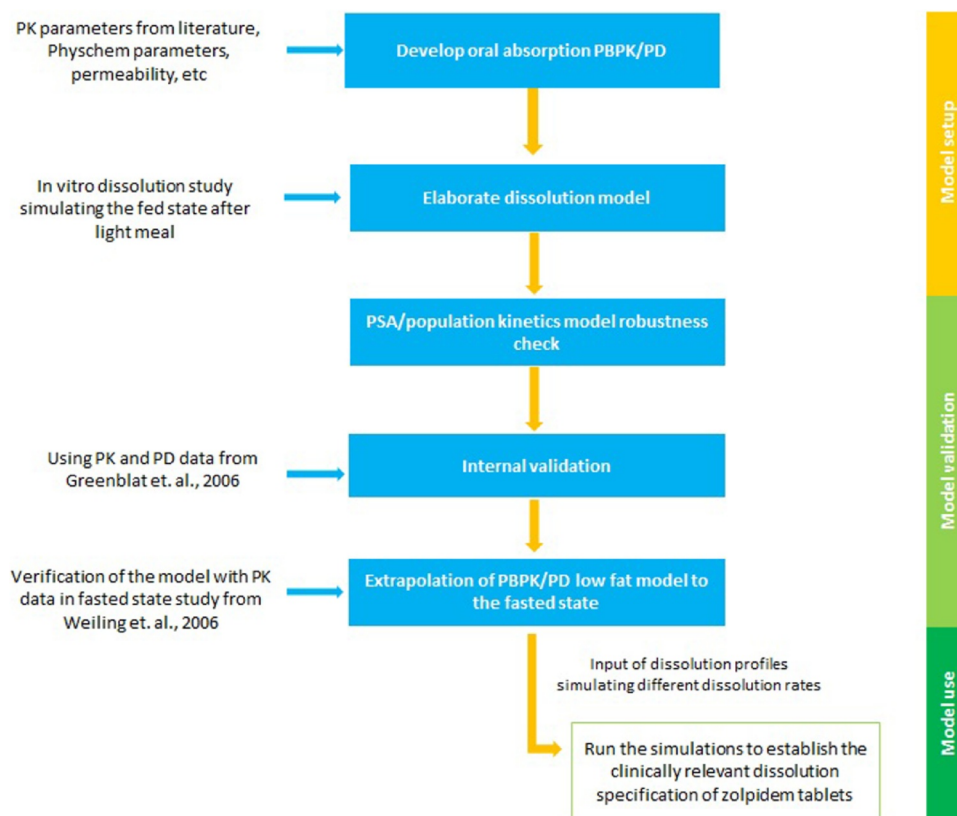 PK parameters from literature,
Physchem parameters,
permeability, etc
Develop oral absorption PBPK/PD
Model setup
In vitro dissolution study
simulating the fed state after
light meal
Elaborate dissolution model
PSA/population kinetics model robustness
check
Model validation
Using PK and PD data from
Greenblat et. al., 2006
Internal validation
Verification of the model with PK
data in fasted state study from
Weiling et. al., 2006
Extrapolation of PBPK/PD low fat model to
the fasted state
Input of dissolution profiles
simulating different dissolution rates
Model use
Run the simulations to establish the
clinically relevant dissolution
specification of zolpidem tablets